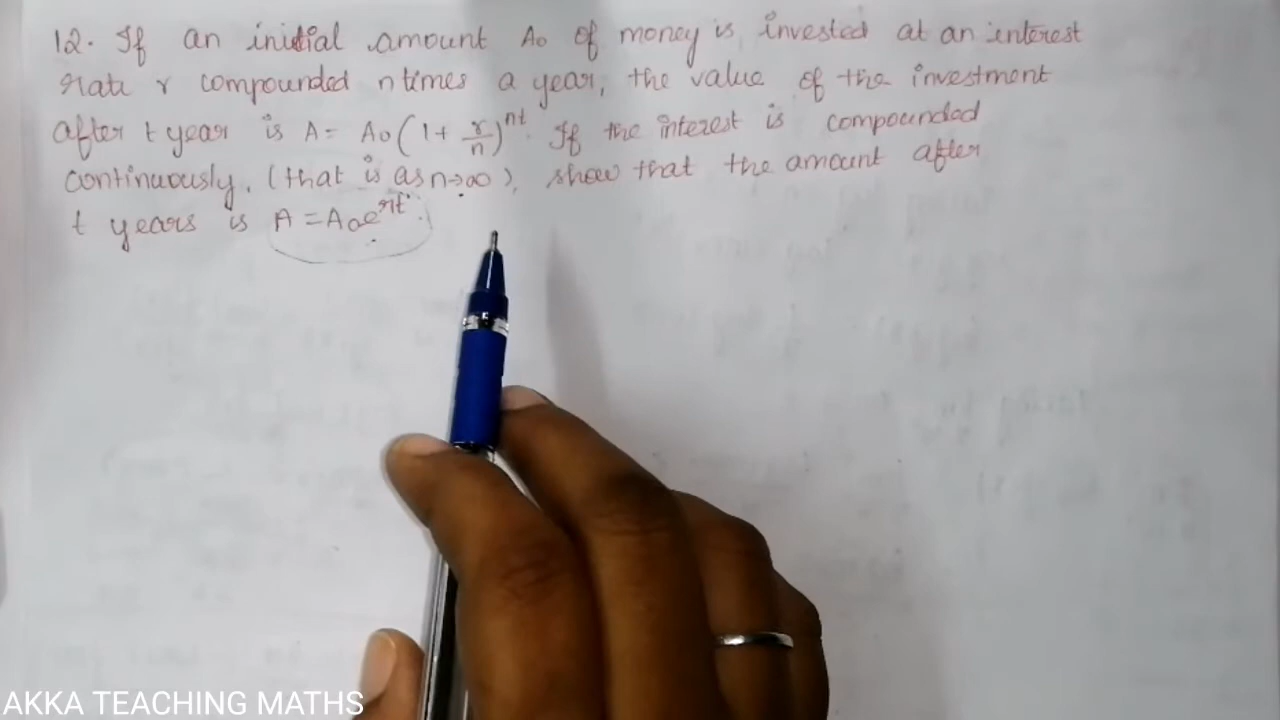 12. If an initial amount A₀ of money is invested at an interest
rate r compounded n times a year, the value of the investment
after t year is A = A₀(1 + r/n)^nt. If the interest is compounded
continuously, (that is as n→∞), show that the amount after
t years is A = A₀e^rt.
AKKA TEACHING MATHS